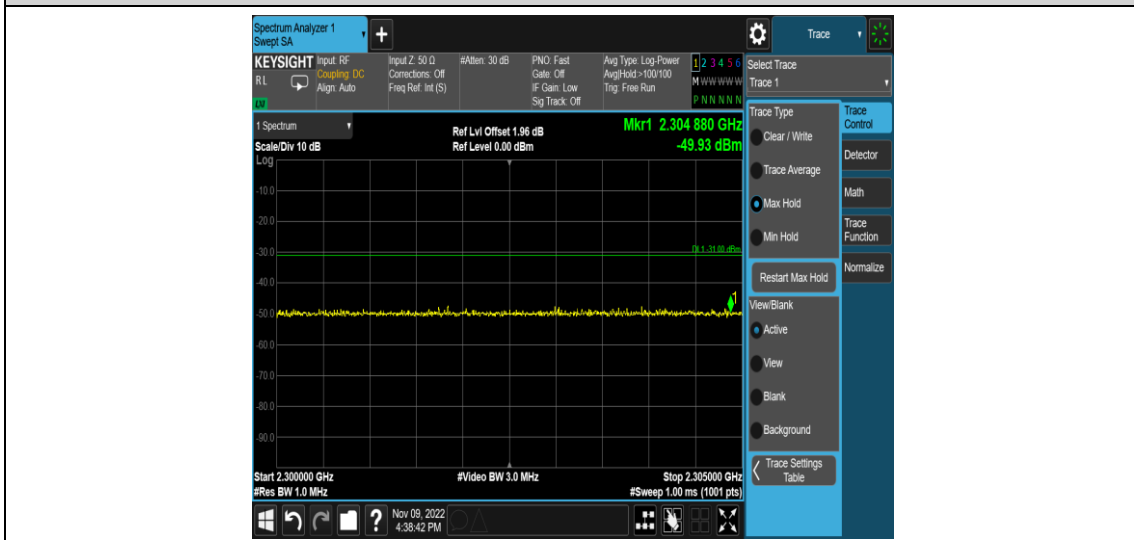 Spectrum Analyzer 1
Swept SA
+
Trace
KEYSIGHT
RL
LXI
Input: RF
Coupling: DC
Align: Auto
Input Z: 50 Ω
Corrections: Off
Freq Ref: Int (S)
#Atten: 30 dB
PNO: Fast
Gate: Off
IF Gain: Low
Sig Track: Off
Avg Type: Log-Power
Avg|Hold:>100/100
Trig: Free Run
1 2 3 4 5 6
M W W W W W
P N N N N N
Select Trace
Trace 1
1 Spectrum
Scale/Div 10 dB
Log
Ref Lvl Offset 1.96 dB
Ref Level 0.00 dBm
Mkr1 2.304 880 GHz
-49.93 dBm
-10.0
-20.0
-30.0
-40.0
-50.0
-60.0
-70.0
-80.0
-90.0
DL1 -31.00 dBm
1
Start 2.300000 GHz
#Res BW 1.0 MHz
#Video BW 3.0 MHz
Stop 2.305000 GHz
#Sweep 1.00 ms (1001 pts)
Trace Type
Clear / Write
Trace Average
Max Hold
Min Hold
Restart Max Hold
View/Blank
Active
View
Blank
Background
Trace Settings
Table
Trace
Control
Detector
Math
Trace
Function
Normalize
?
Nov 09, 2022
4:38:42 PM